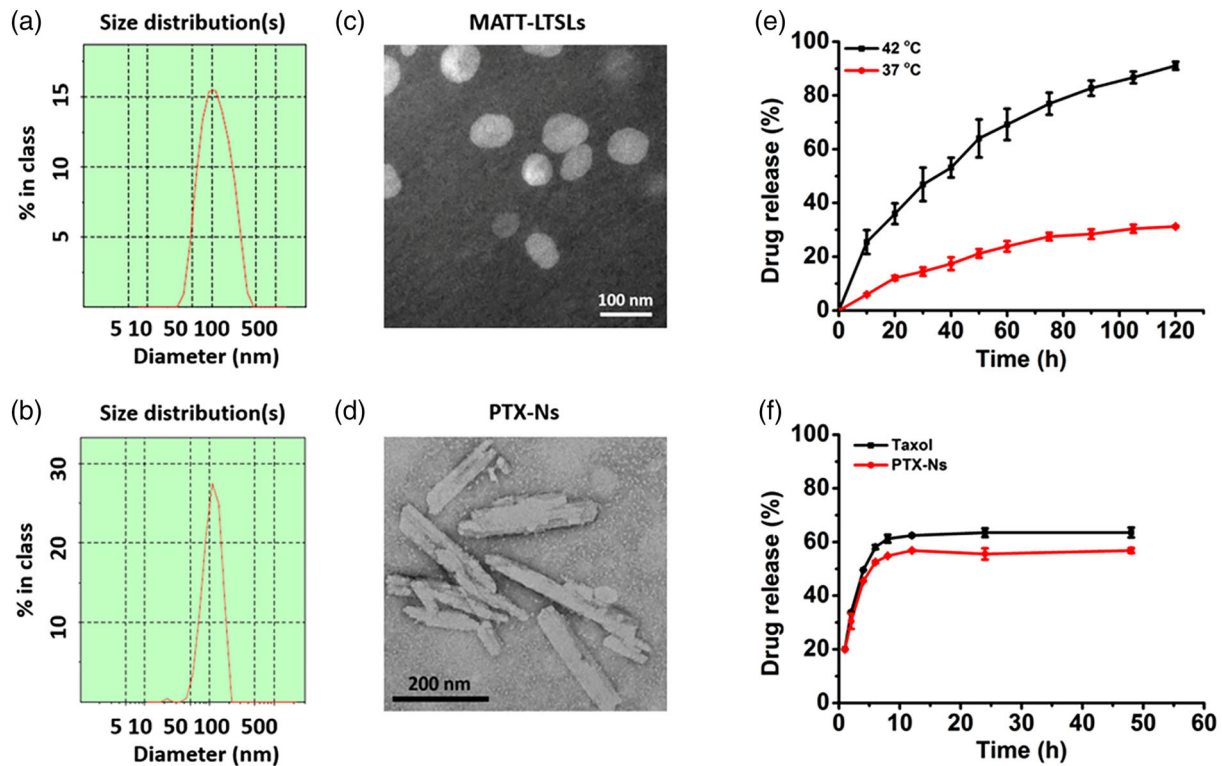 (a)
Size distribution(s)
% in class
15
10
5
5 10 50 100 500
Diameter (nm)
(b)
Size distribution(s)
% in class
30
20
10
5 10 50 100 500
Diameter (nm)
(c)
MATT-LTSLs
100 nm
(d)
PTX-Ns
200 nm
(e)
42 °C
37 °C
Drug release (%)
100
80
60
40
20
0
0 20 40 60 80 100 120
Time (h)
(f)
Taxol
PTX-Ns
Drug release (%)
100
80
60
40
20
0
0 10 20 30 40 50 60
Time (h)